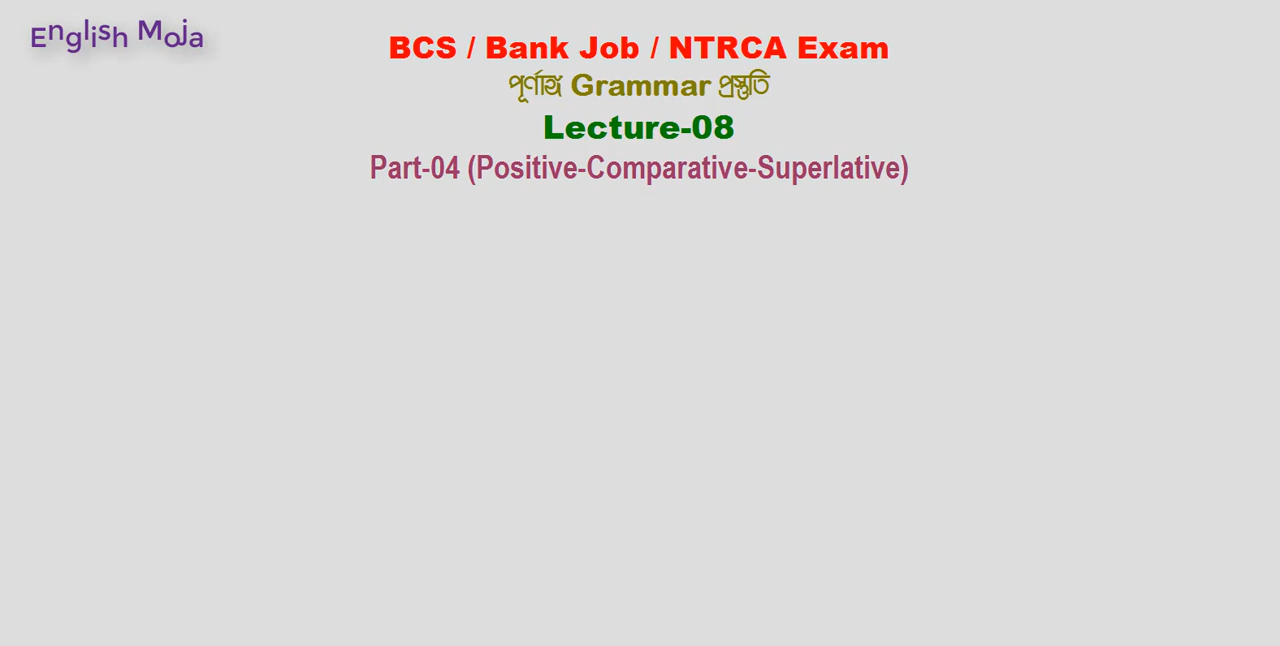 English Moja
BCS / Bank Job / NTRCA Exam
পূর্ণাঙ্গ Grammar প্রস্তুতি
Lecture-08
Part-04 (Positive-Comparative-Superlative)